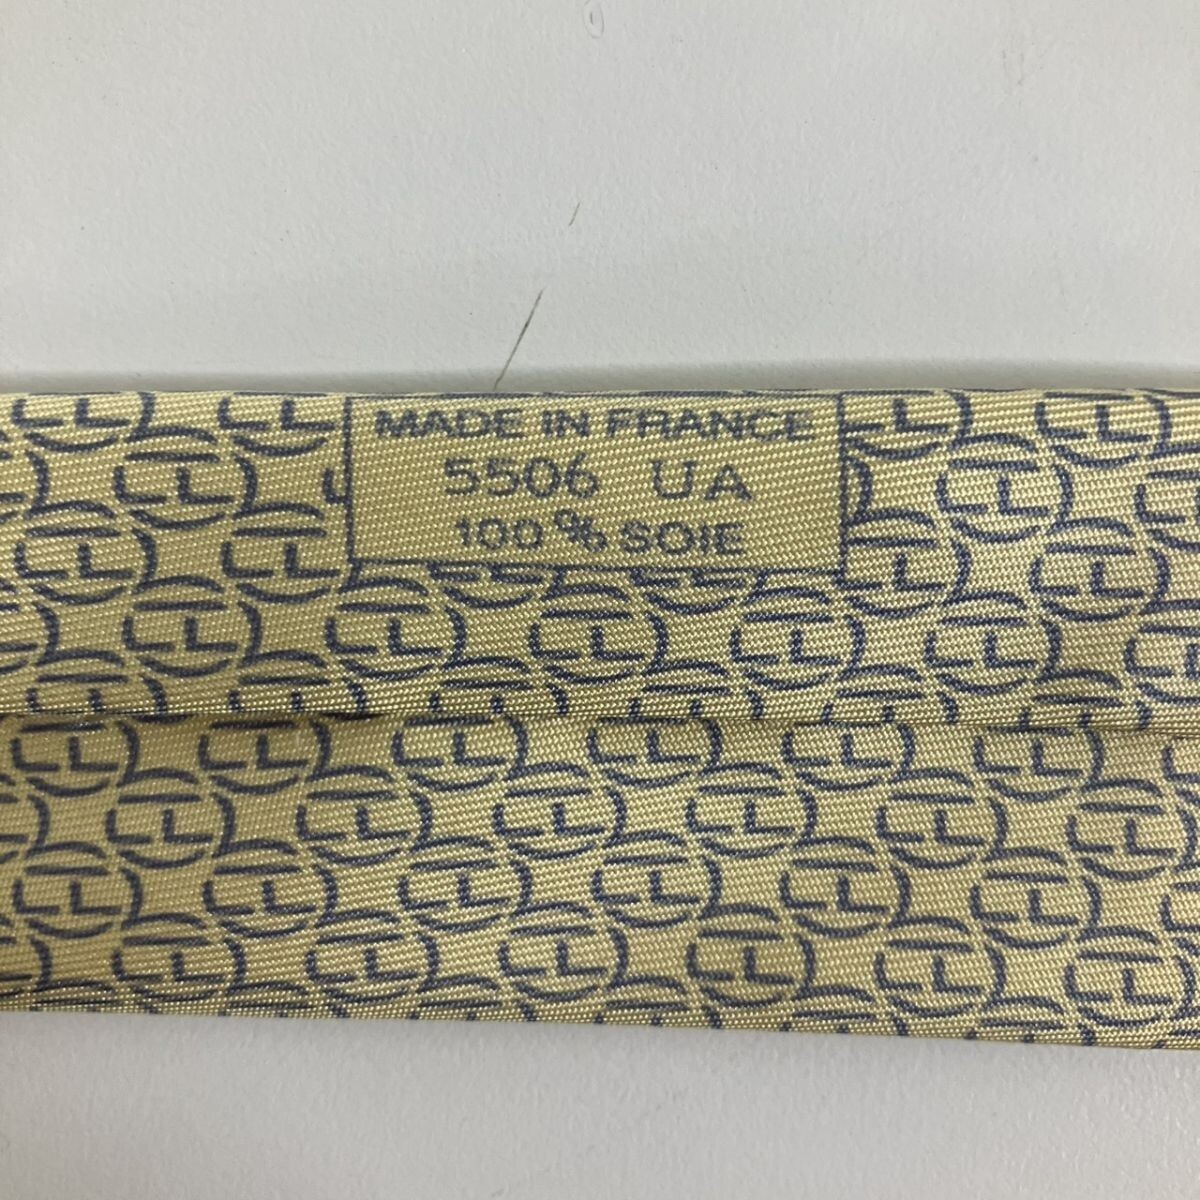 MADE IN FRANCE
5506 UA
100% SOIE